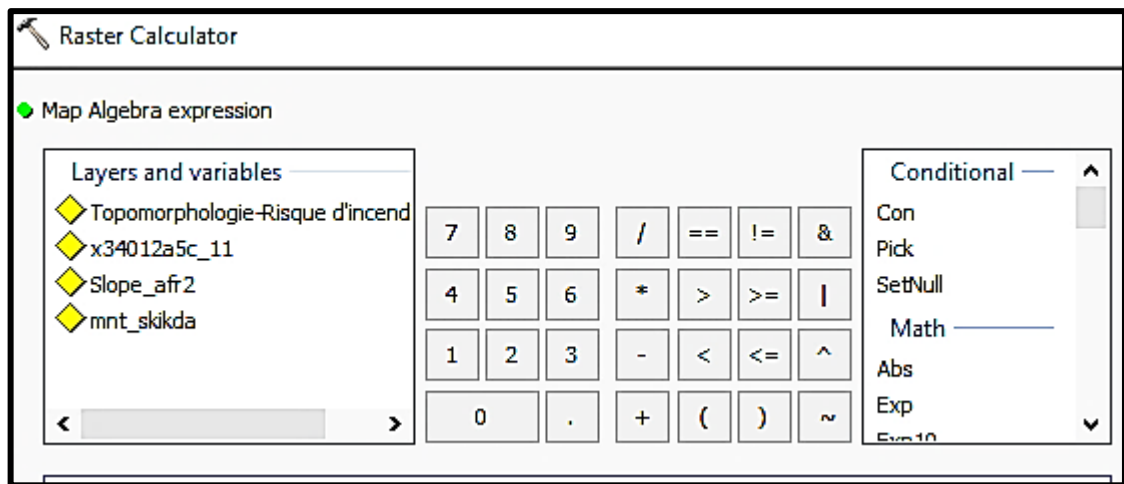 Raster Calculator
Map Algebra expression
Layers and variables
Topomorphologie-Risque d'incend
x34012a5c_11
Slope_afr2
mnt_skikda
7 8 9 / == != &
4 5 6 * > >= |
1 2 3 - < <= ^
0 . + ( ) ~
Conditional
Con
Pick
SetNull
Math
Abs
Exp
Exp10